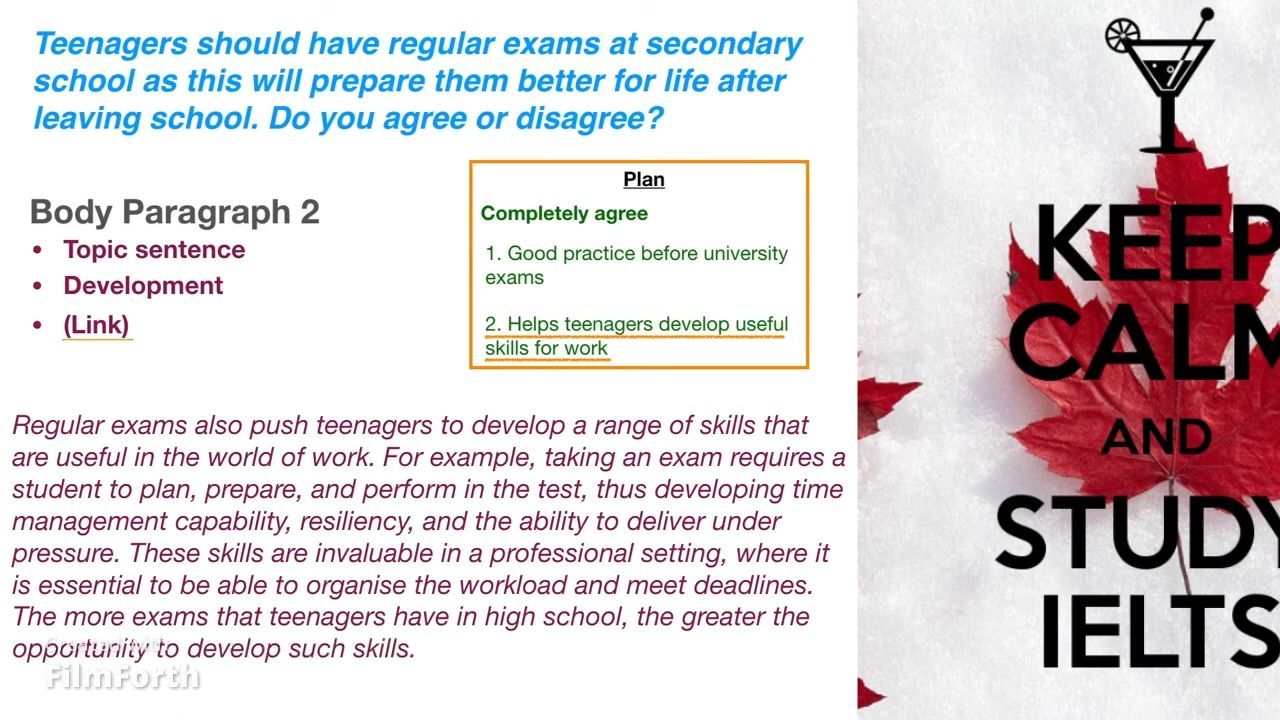 Teenagers should have regular exams at secondary
school as this will prepare them better for life after
leaving school. Do you agree or disagree?
Body Paragraph 2
• Topic sentence
• Development
• (Link)
Plan
Completely agree
1. Good practice before university
exams
2. Helps teenagers develop useful
skills for work
Regular exams also push teenagers to develop a range of skills that
are useful in the world of work. For example, taking an exam requires a
student to plan, prepare, and perform in the test, thus developing time
management capability, resiliency, and the ability to deliver under
pressure. These skills are invaluable in a professional setting, where it
is essential to be able to organise the workload and meet deadlines.
The more exams that teenagers have in high school, the greater the
opportunity to develop such skills.
Created with
FilmForth
KEEP
CALM
AND
STUDY
IELTS